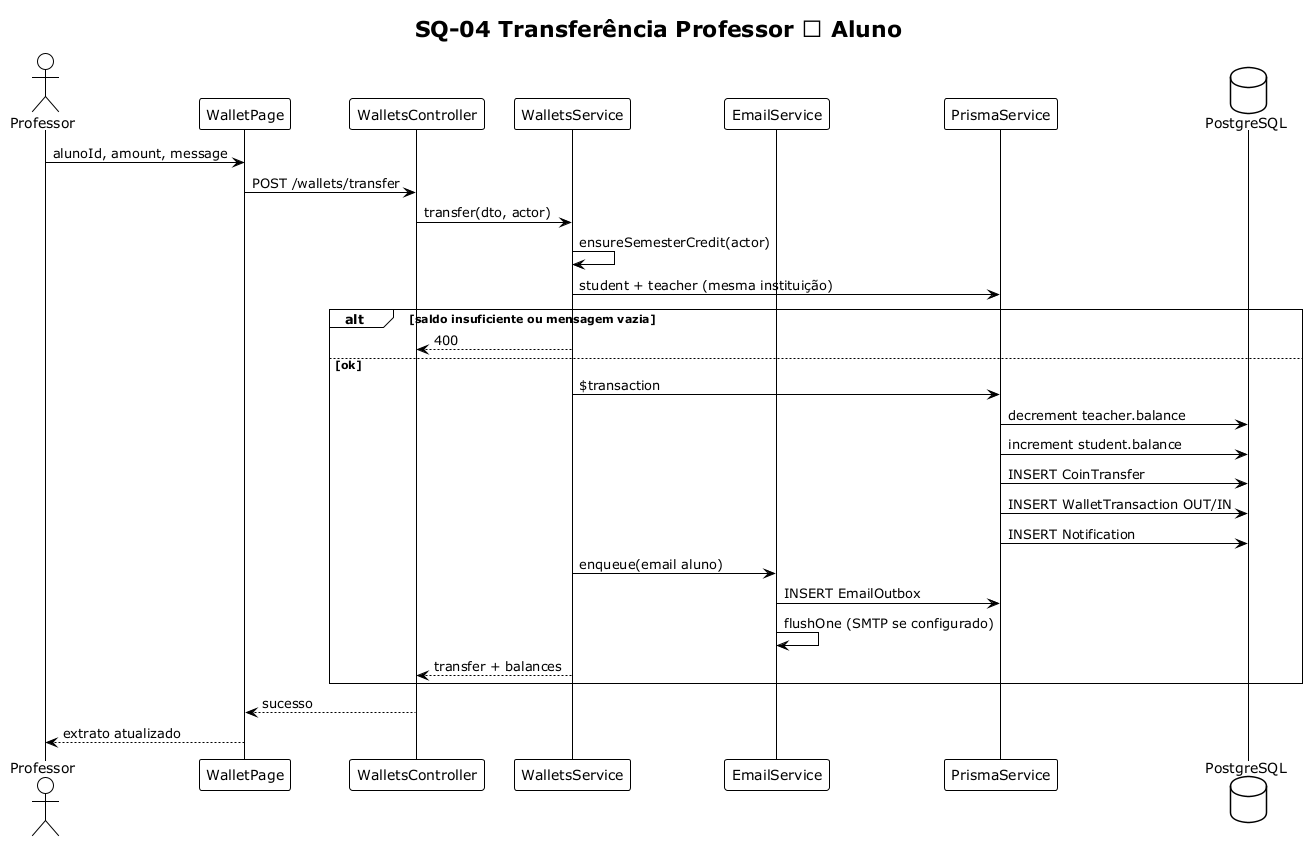 SQ-04 Transferência Professor □ Aluno
Professor
WalletPage
WalletsController
WalletsService
EmailService
PrismaService
PostgreSQL
alunoId, amount, message
POST /wallets/transfer
transfer(dto, actor)
ensureSemesterCredit(actor)
student + teacher (mesma instituição)
alt
[saldo insuficiente ou mensagem vazia]
400
[ok]
$transaction
decrement teacher.balance
increment student.balance
INSERT CoinTransfer
INSERT WalletTransaction OUT/IN
INSERT Notification
enqueue(email aluno)
INSERT EmailOutbox
flushOne (SMTP se configurado)
transfer + balances
sucesso
extrato atualizado
Professor
WalletPage
WalletsController
WalletsService
EmailService
PrismaService
PostgreSQL